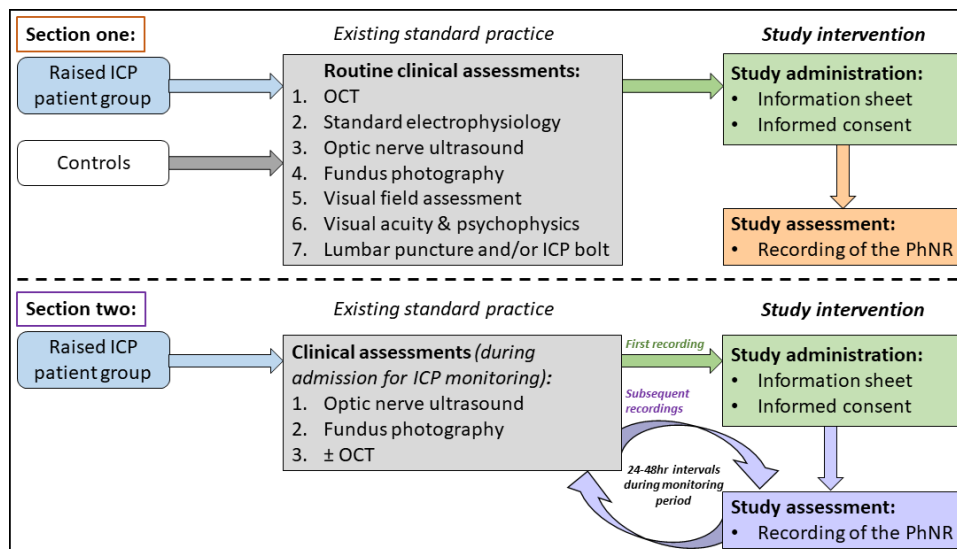 Section one:
Existing standard practice
Study intervention
Raised ICP
patient group
Controls
Routine clinical assessments:
1. OCT
2. Standard electrophysiology
3. Optic nerve ultrasound
4. Fundus photography
5. Visual field assessment
6. Visual acuity & psychophysics
7. Lumbar puncture and/or ICP bolt
Study administration:
• Information sheet
• Informed consent
Study assessment:
• Recording of the PhNR
Section two:
Existing standard practice
Study intervention
Raised ICP
patient group
Clinical assessments (during
admission for ICP monitoring):
1. Optic nerve ultrasound
2. Fundus photography
3. ± OCT
First recording
Subsequent
recordings
24-48hr intervals
during monitoring
period
Study administration:
• Information sheet
• Informed consent
Study assessment:
• Recording of the PhNR